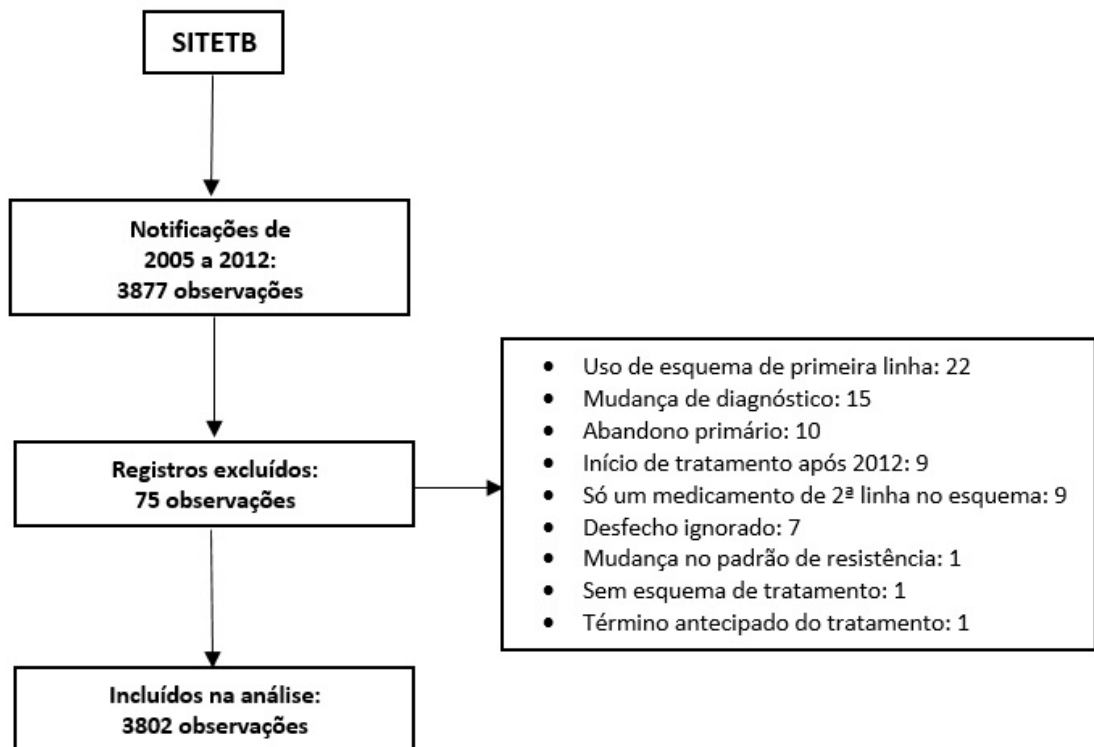 SITETB
Notificações de
2005 a 2012:
3877 observações
Registros excluídos:
75 observações
• Uso de esquema de primeira linha: 22
• Mudança de diagnóstico: 15
• Abandono primário: 10
• Início de tratamento após 2012: 9
• Só um medicamento de 2ª linha no esquema: 9
• Desfecho ignorado: 7
• Mudança no padrão de resistência: 1
• Sem esquema de tratamento: 1
• Término antecipado do tratamento: 1
Incluídos na análise:
3802 observações